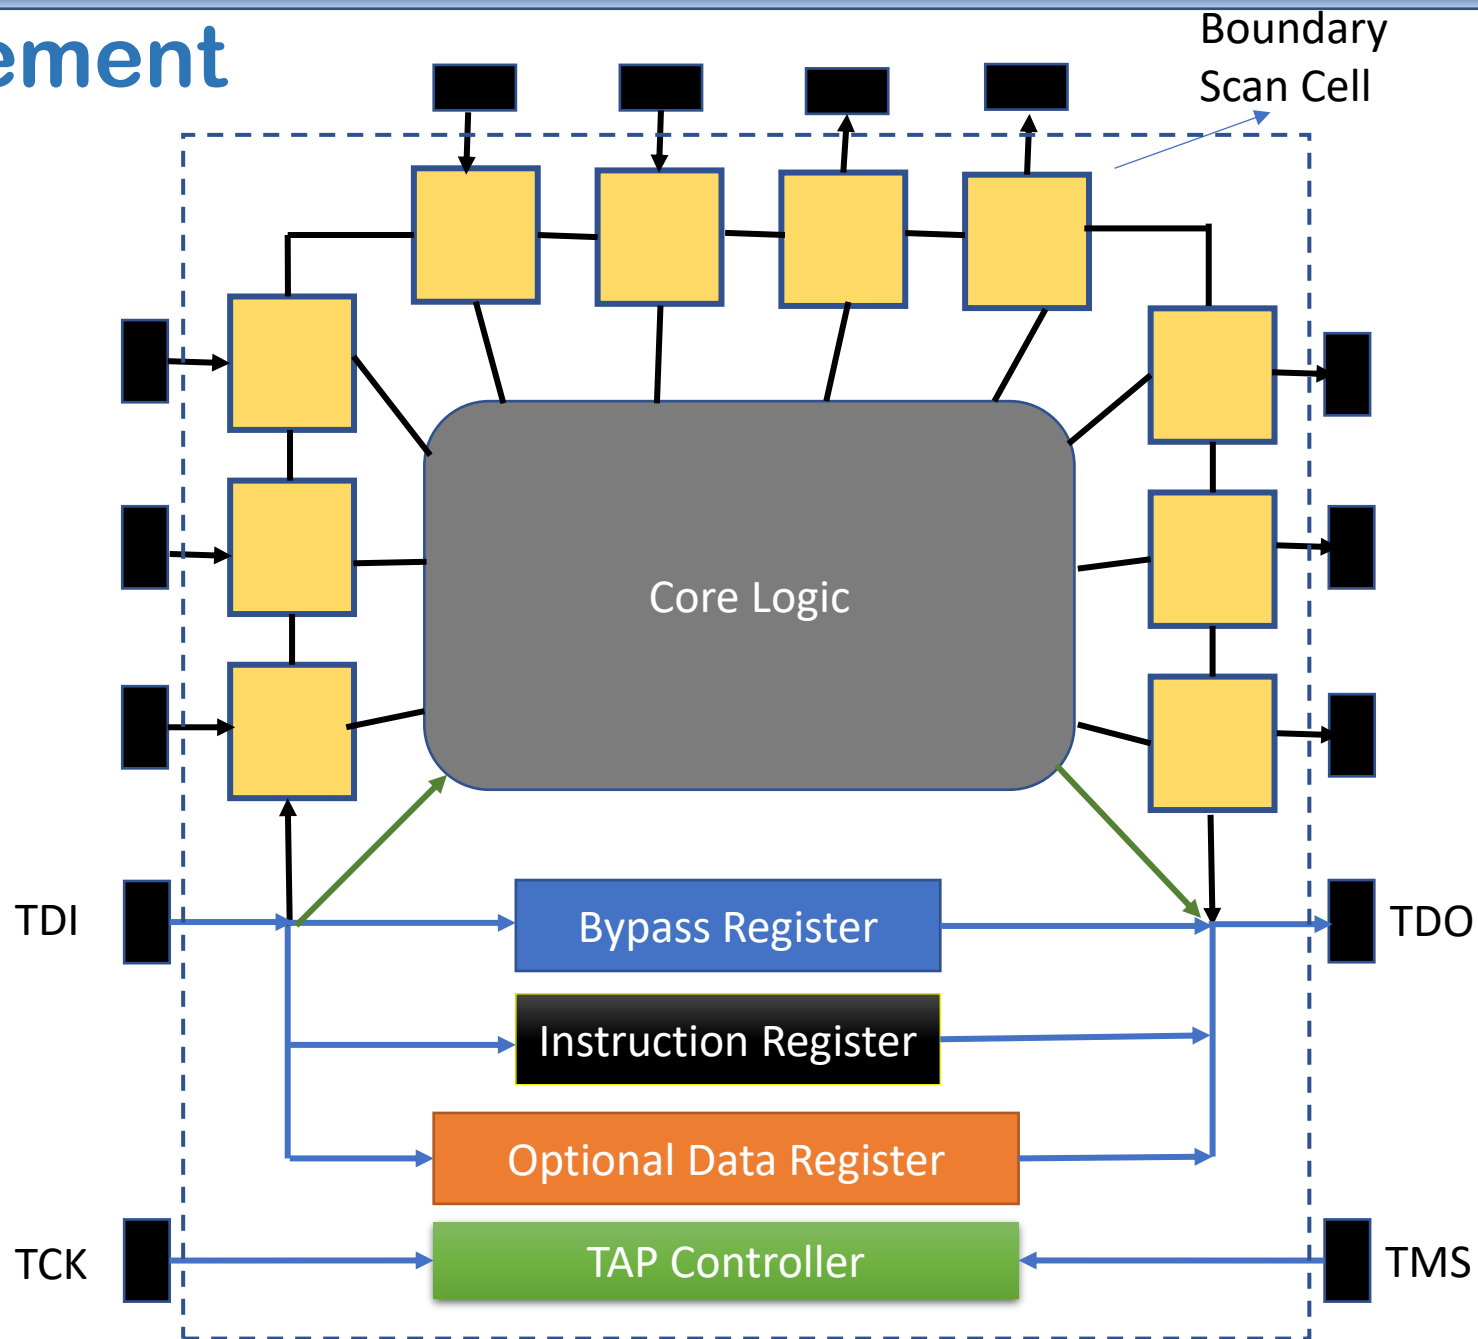 ement
Boundary
Scan Cell
Core Logic
TDI
Bypass Register
TDO
Instruction Register
Optional Data Register
TCK
TAP Controller
TMS